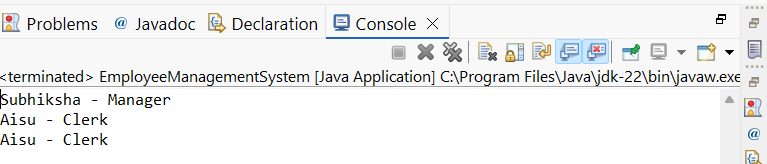 Problems @ Javadoc Declaration Console
<terminated> EmployeeManagementSystem [Java Application] C:\Program Files\Java\jdk-22\bin\javaw.exe
Subhiksha - Manager
Aisu - Clerk
Aisu - Clerk